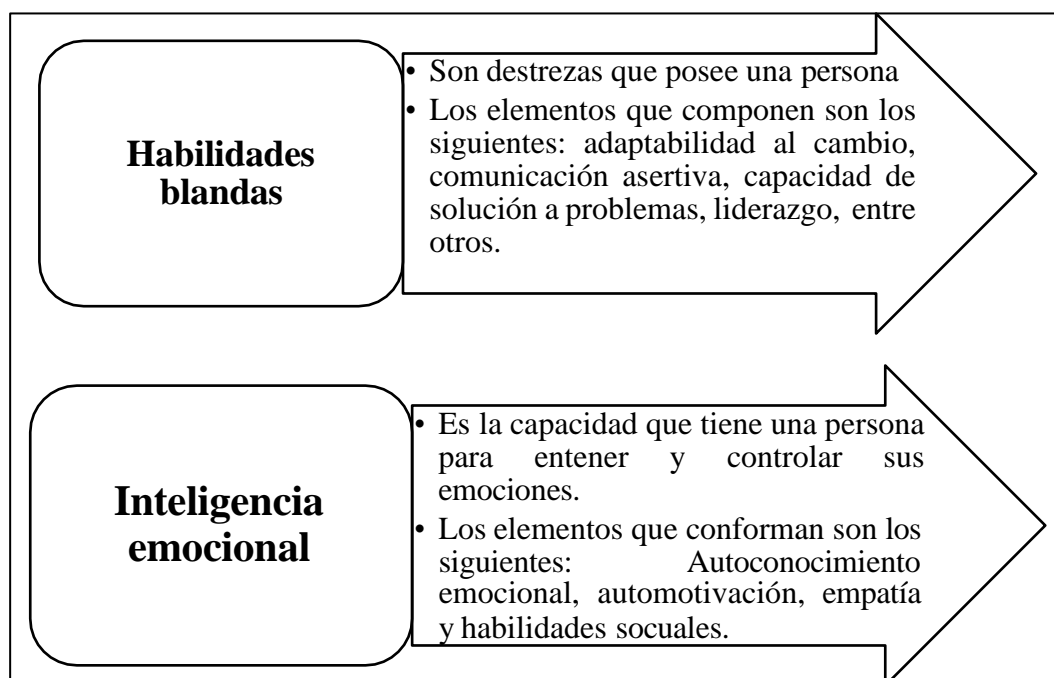 Habilidades
blandas
• Son destrezas que posee una persona
• Los elementos que componen son los
siguientes: adaptabilidad al cambio,
comunicación asertiva, capacidad de
solución a problemas, liderazgo, entre
otros.
Inteligencia
emocional
• Es la capacidad que tiene una persona
para entener y controlar sus
emociones.
• Los elementos que conforman son los
siguientes: Autoconocimiento
emocional, automotivación, empatía
y habilidades socuales.